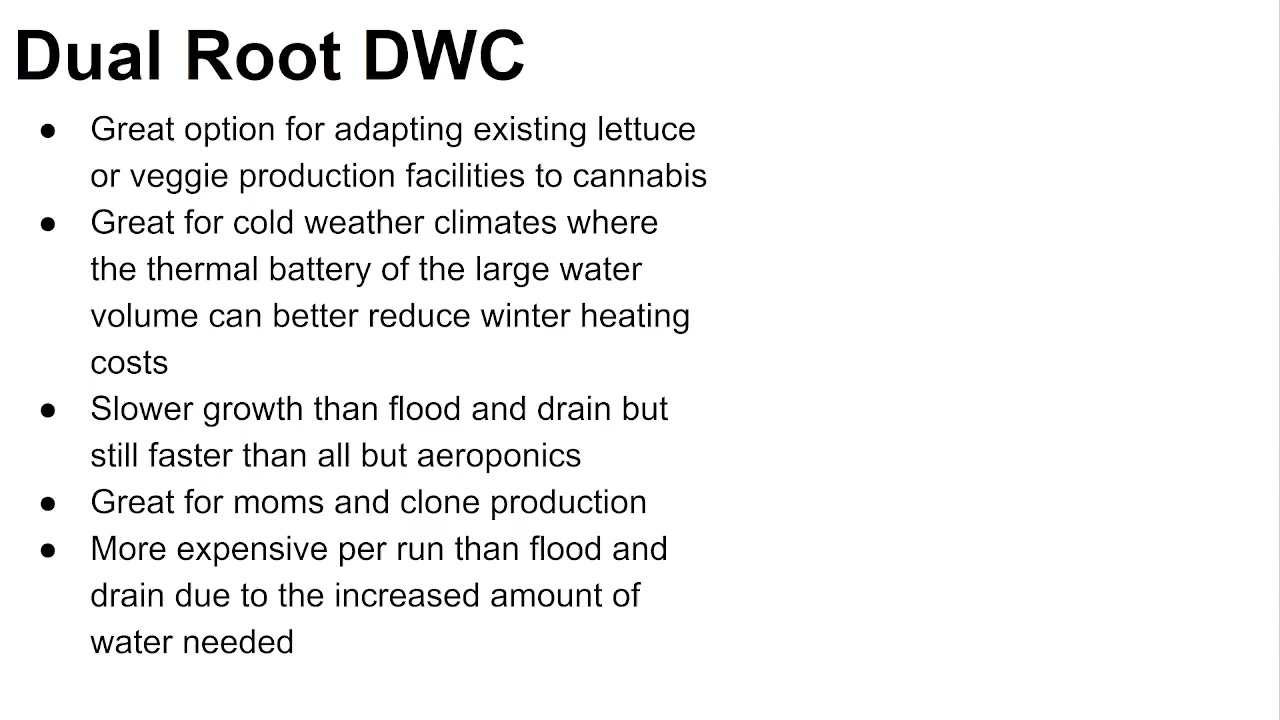 Dual Root DWC
● Great option for adapting existing lettuce
or veggie production facilities to cannabis
● Great for cold weather climates where
the thermal battery of the large water
volume can better reduce winter heating
costs
● Slower growth than flood and drain but
still faster than all but aeroponics
● Great for moms and clone production
● More expensive per run than flood and
drain due to the increased amount of
water needed